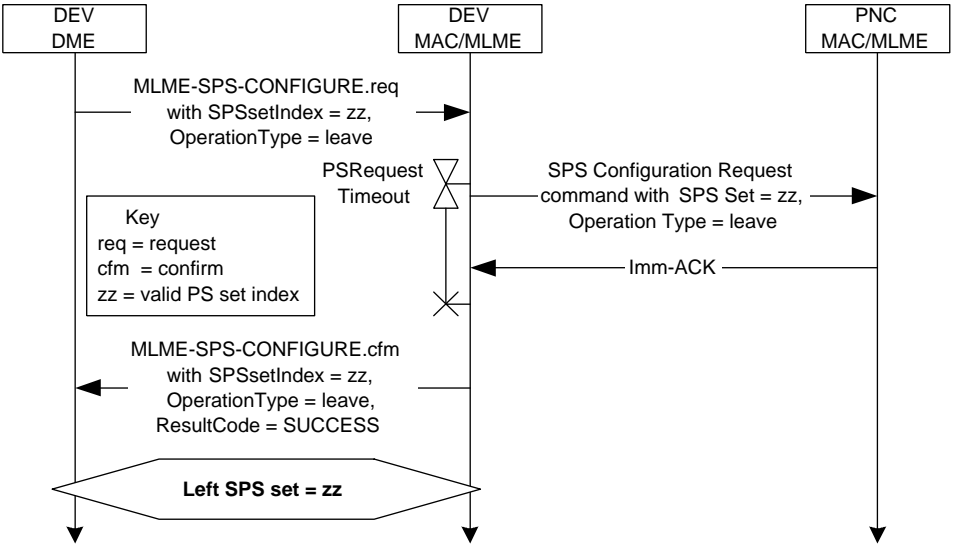 DEV
DME
DEV
MAC/MLME
PNC
MAC/MLME
MLME-SPS-CONFIGURE.req
with SPSsetIndex = zz,
OperationType = leave
PSRequest
Timeout
SPS Configuration Request
command with SPS Set = zz,
Operation Type = leave
Key
req = request
cfm = confirm
zz = valid PS set index
Imm-ACK
MLME-SPS-CONFIGURE.cfm
with SPSsetIndex = zz,
OperationType = leave,
ResultCode = SUCCESS
Left SPS set = zz